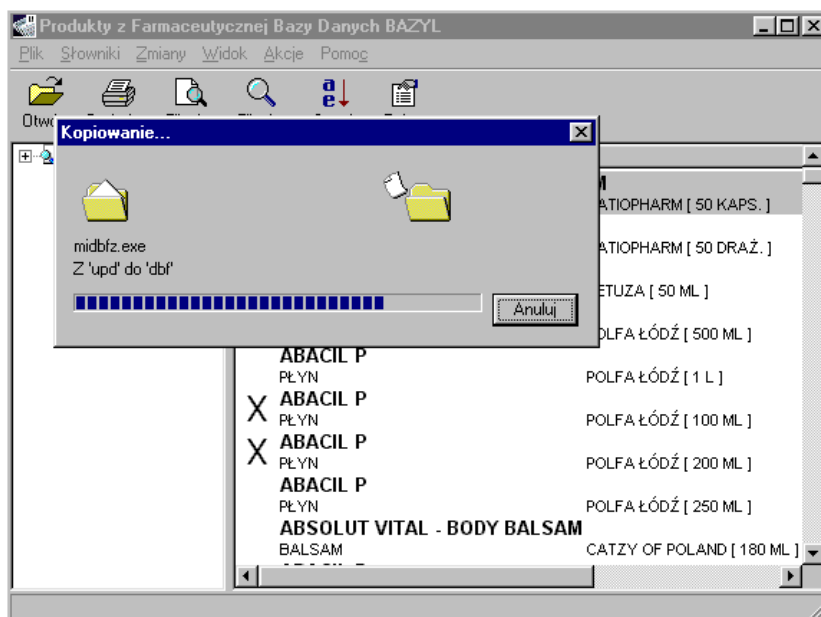 Produkty z Farmaceutycznej Bazy Danych BAZYL
Plik Słowniki Zmiany Widok Akcje Pomoc
a
e
Kopiowanie...
midbfz.exe
Z 'upd' do 'dbf'
Anuluj
ATIOPHARM [ 50 KAPS. ]
ATIOPHARM [ 50 DRAŻ. ]
ETUZA [ 50 ML ]
POLFA ŁÓDŹ [ 500 ML ]
ABACIL P
PŁYN POLFA ŁÓDŹ [ 1 L ]
X ABACIL P
PŁYN POLFA ŁÓDŹ [ 100 ML ]
X ABACIL P
PŁYN POLFA ŁÓDŹ [ 200 ML ]
ABACIL P
PŁYN POLFA ŁÓDŹ [ 250 ML ]
ABSOLUT VITAL - BODY BALSAM
BALSAM CATZY OF POLAND [ 180 ML ]